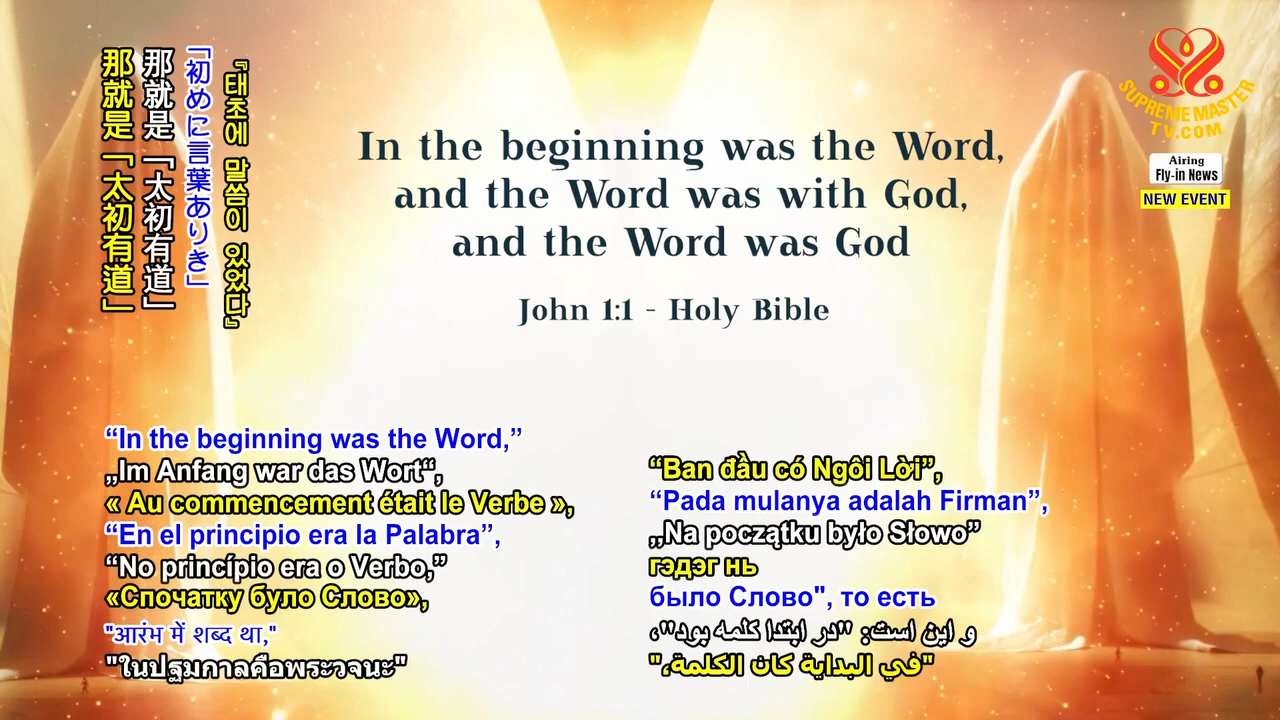 那就是「太初有道」
那就是「太初有道」
「初めに言葉ありき」
『태초에 말씀이 있었다』
In the beginning was the Word,
and the Word was with God,
and the Word was God
John 1:1 - Holy Bible
SUPREME MASTER
TV.COM
Airing
Fly-in News
NEW EVENT
“In the beginning was the Word,”
„Im Anfang war das Wort“,
« Au commencement était le Verbe »,
“En el principio era la Palabra”,
“No princípio era o Verbo,”
«Спочатку було Слово»,
"आरंभ में शब्द था,"
"ในปฐมกาลคือพระวจนะ"
“Ban đầu có Ngôi Lời”,
“Pada mulanya adalah Firman”,
„Na początku było Słowo”
гэдэг нь
было Слово", то есть
و این است: "در ابتدا کلمه بود"،
"في البداية كان الكلمة،"